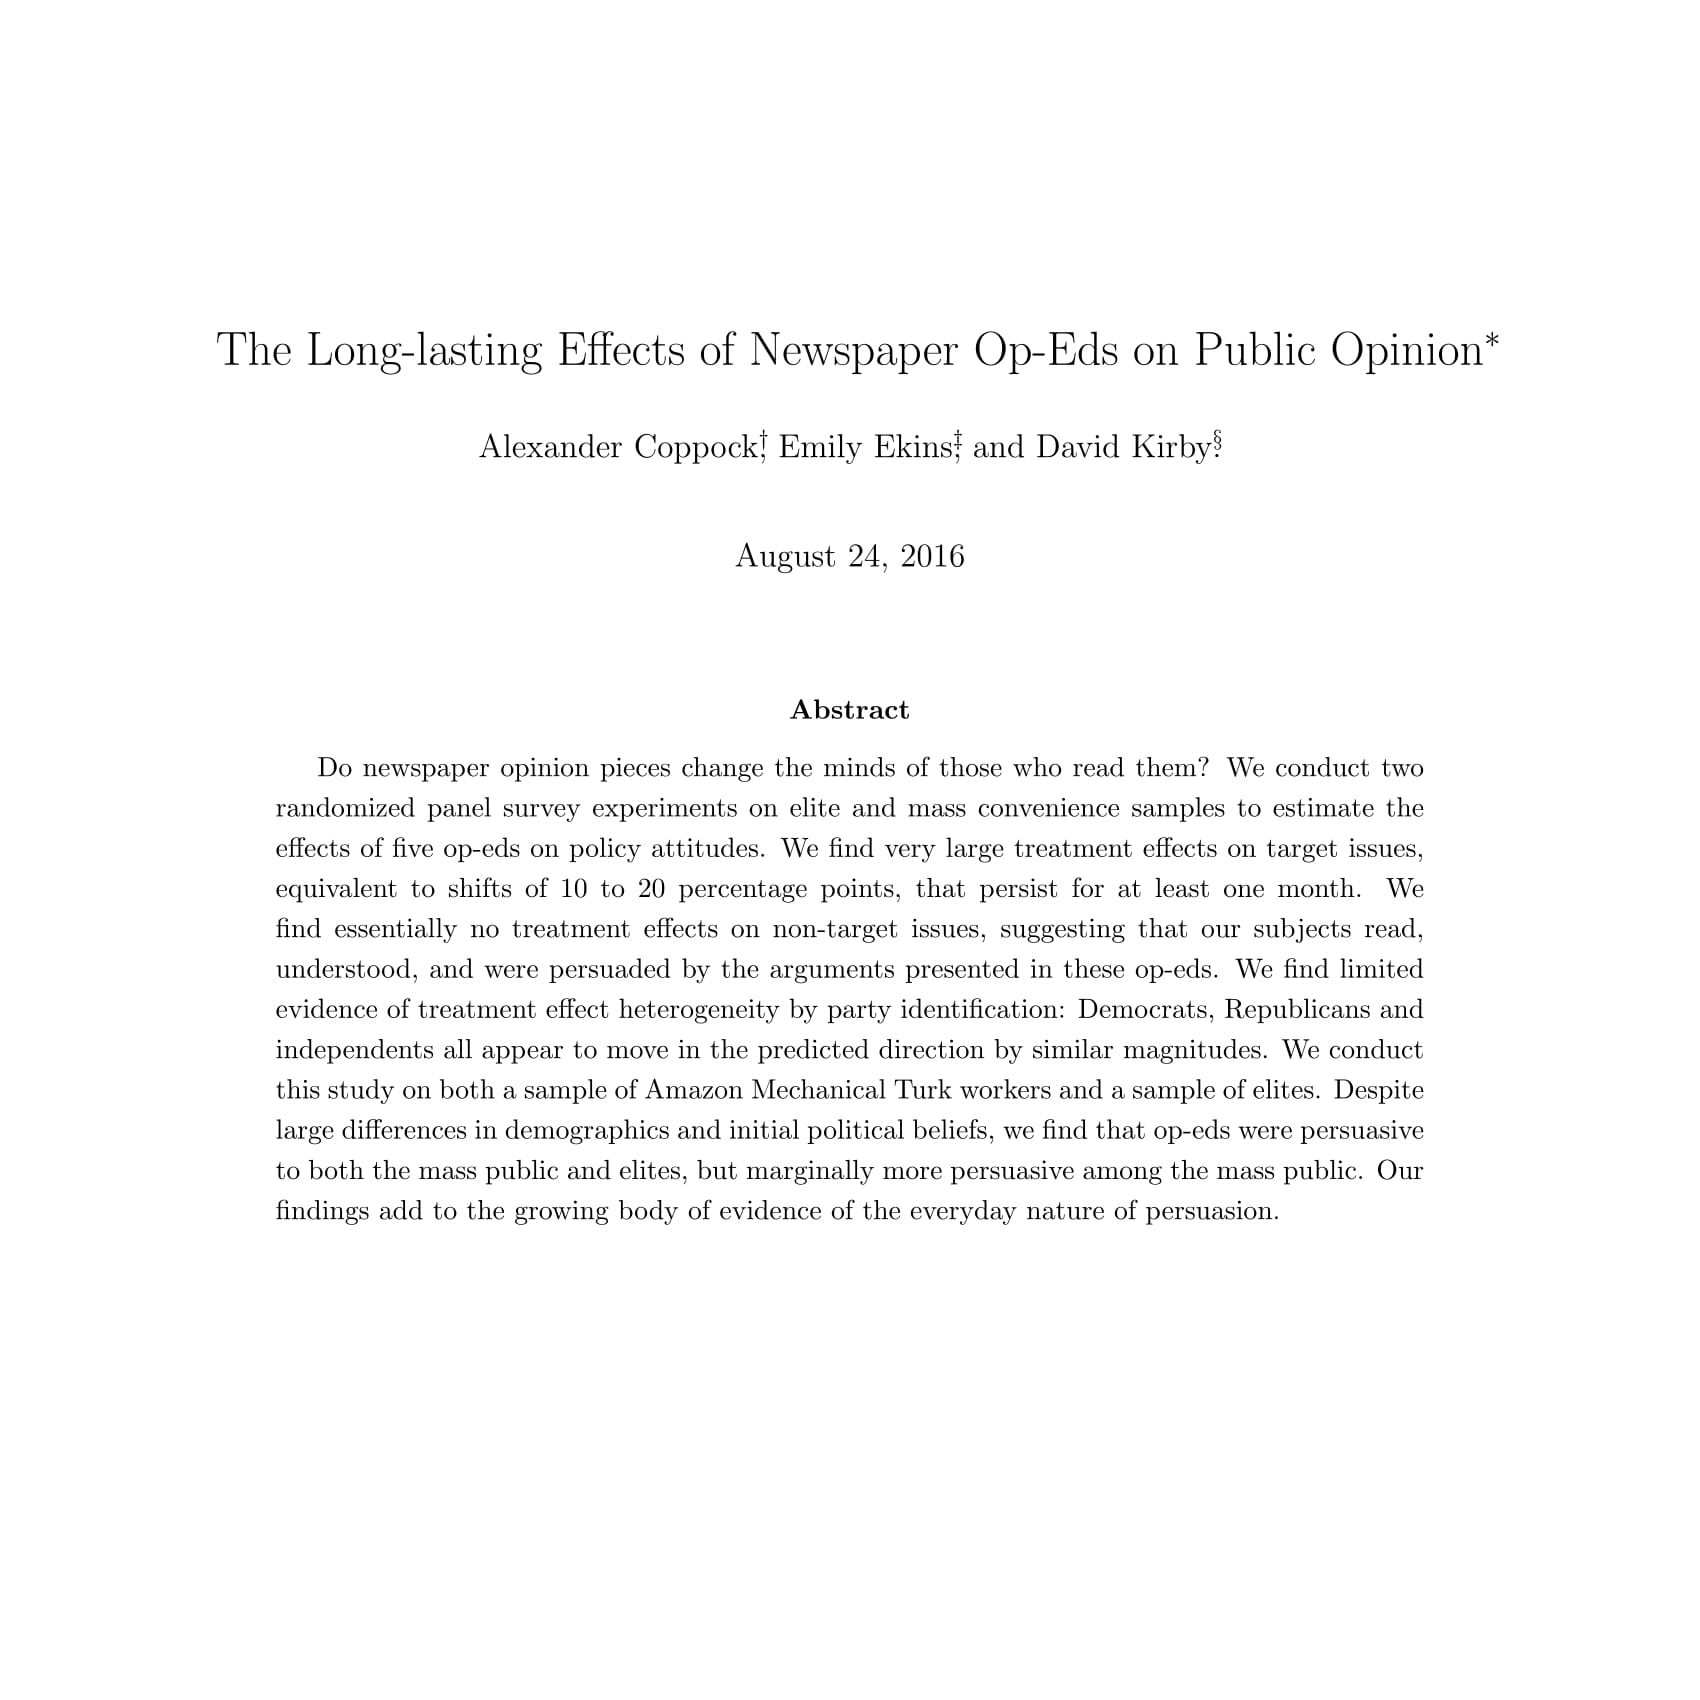 The Long-lasting Effects of Newspaper Op-Eds on Public Opinion*
Alexander Coppock†, Emily Ekins‡, and David Kirby§.
August 24, 2016
Abstract
Do newspaper opinion pieces change the minds of those who read them? We conduct two
randomized panel survey experiments on elite and mass convenience samples to estimate the
effects of five op-eds on policy attitudes. We find very large treatment effects on target issues,
equivalent to shifts of 10 to 20 percentage points, that persist for at least one month. We
find essentially no treatment effects on non-target issues, suggesting that our subjects read,
understood, and were persuaded by the arguments presented in these op-eds. We find limited
evidence of treatment effect heterogeneity by party identification: Democrats, Republicans and
independents all appear to move in the predicted direction by similar magnitudes. We conduct
this study on both a sample of Amazon Mechanical Turk workers and a sample of elites. Despite
large differences in demographics and initial political beliefs, we find that op-eds were persuasive
to both the mass public and elites, but marginally more persuasive among the mass public. Our
findings add to the growing body of evidence of the everyday nature of persuasion.